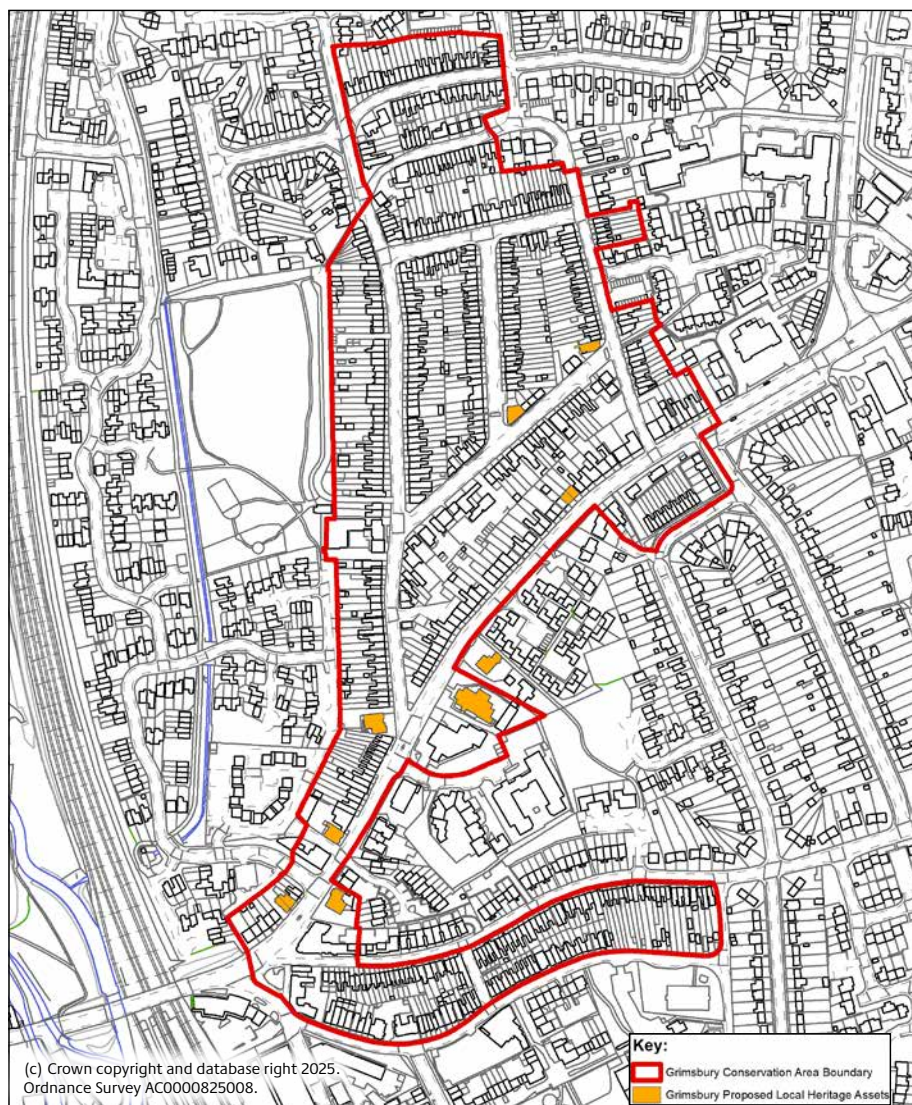 (c) Crown copyright and database right 2025.
Ordnance Survey AC0000825008.
Key:
Grimsbury Conservation Area Boundary
Grimsbury Proposed Local Heritage Assets